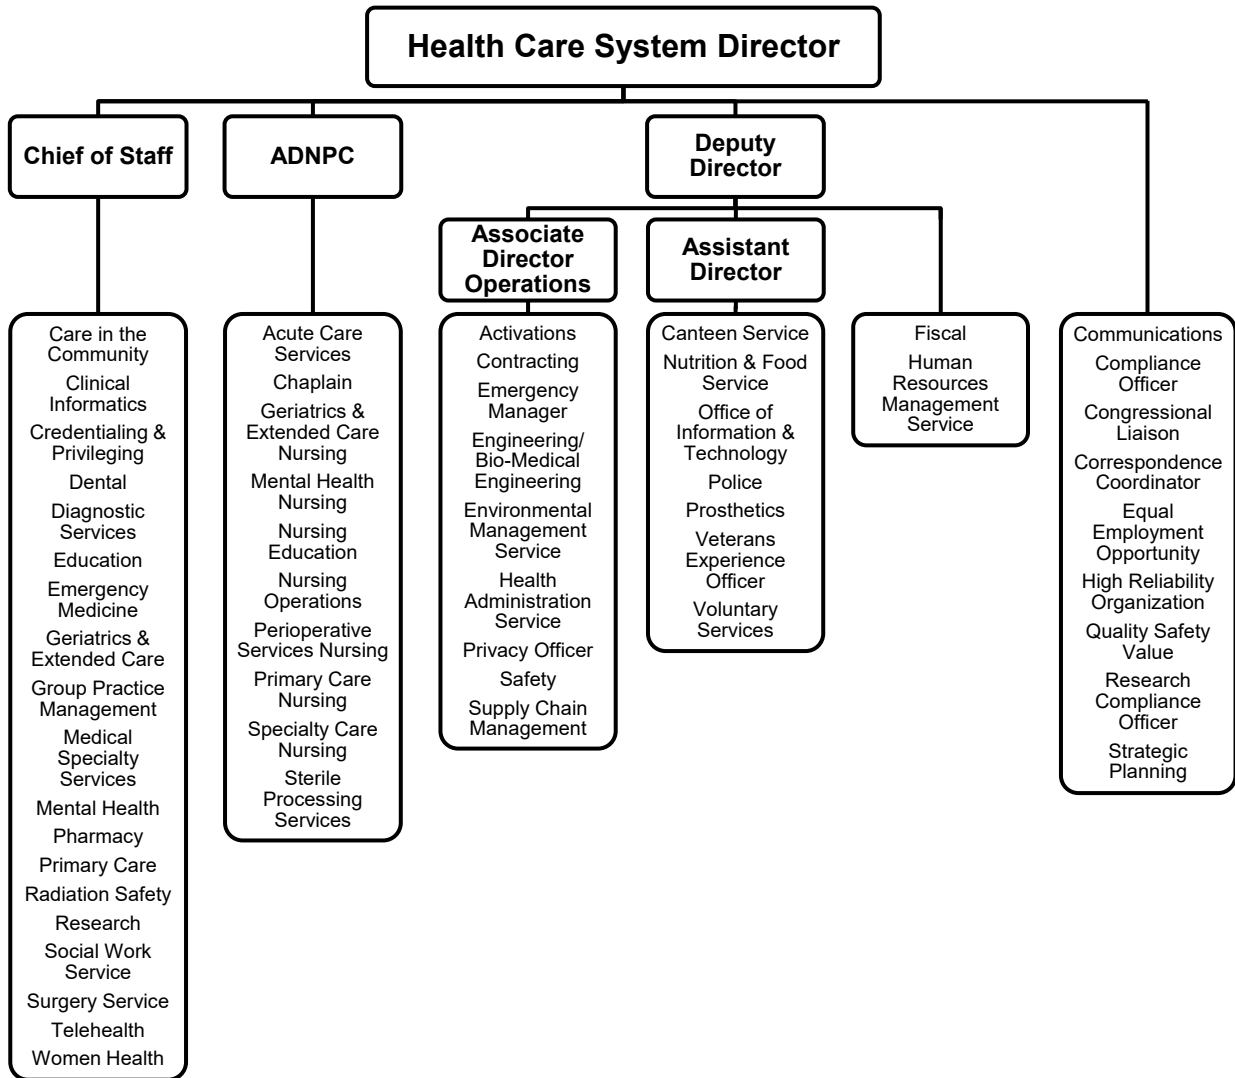 Health Care System Director
Chief of Staff
ADNPC
Deputy
Director
Associate
Director
Operations
Assistant
Director
Care in the
Community
Clinical
Informatics
Credentialing &
Privileging
Dental
Diagnostic
Services
Education
Emergency
Medicine
Geriatrics &
Extended Care
Group Practice
Management
Medical
Specialty
Services
Mental Health
Pharmacy
Primary Care
Radiation Safety
Research
Social Work
Service
Surgery Service
Telehealth
Women Health
Acute Care
Services
Chaplain
Geriatrics &
Extended Care
Nursing
Mental Health
Nursing
Nursing
Education
Nursing
Operations
Perioperative
Services Nursing
Primary Care
Nursing
Specialty Care
Nursing
Sterile
Processing
Services
Activations
Contracting
Emergency
Manager
Engineering/
Bio-Medical
Engineering
Environmental
Management
Service
Health
Administration
Service
Privacy Officer
Safety
Supply Chain
Management
Canteen Service
Nutrition & Food
Service
Office of
Information &
Technology
Police
Prosthetics
Veterans
Experience
Officer
Voluntary
Services
Fiscal
Human
Resources
Management
Service
Communications
Compliance
Officer
Congressional
Liaison
Correspondence
Coordinator
Equal
Employment
Opportunity
High Reliability
Organization
Quality Safety
Value
Research
Compliance
Officer
Strategic
Planning